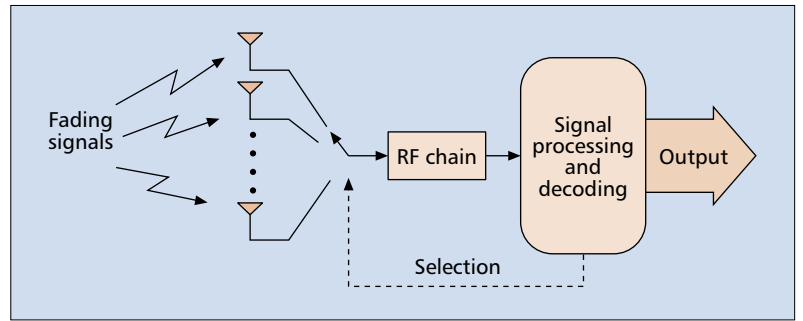 Fading
signals
RF chain
Signal
processing
and
decoding
Output
Selection